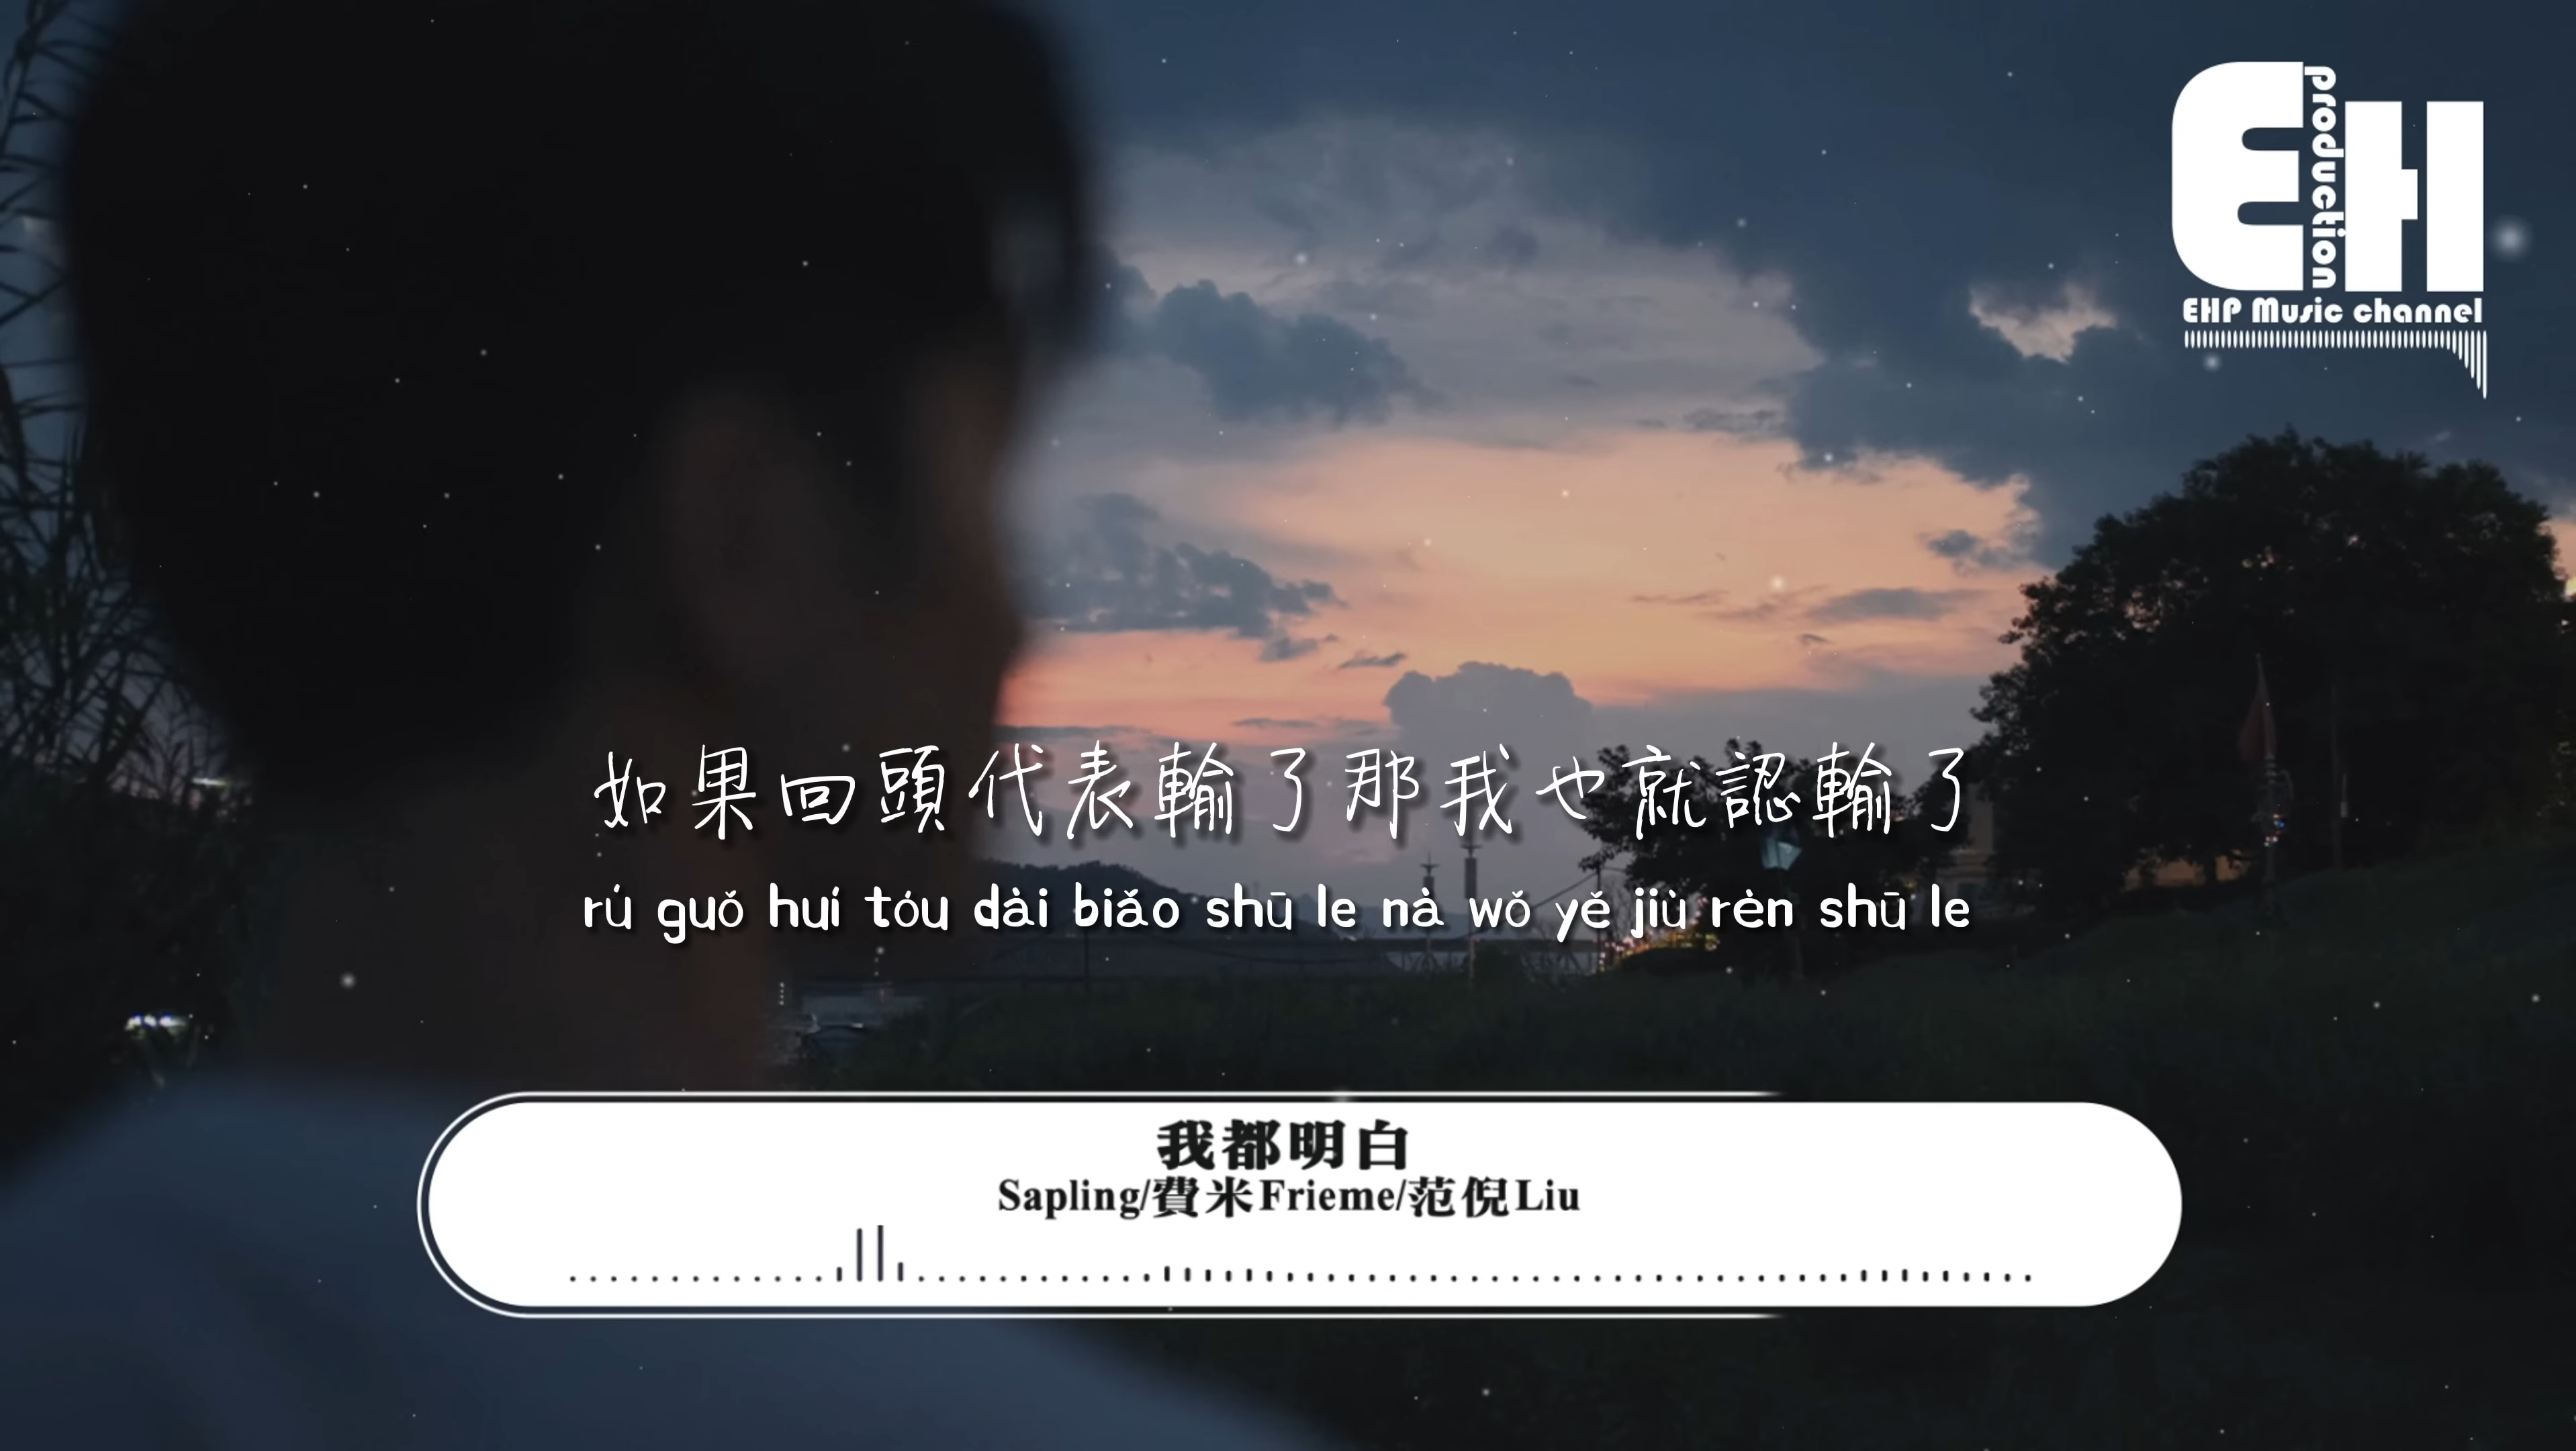 EH
production
EHP Music channel
如果回頭代表輸了那我也就認輸了
rú guǒ huí tóu dài biǎo shū le nà wǒ yě jiù rèn shū le
我都明白
Sapling/費米Frieme/范倪Liu